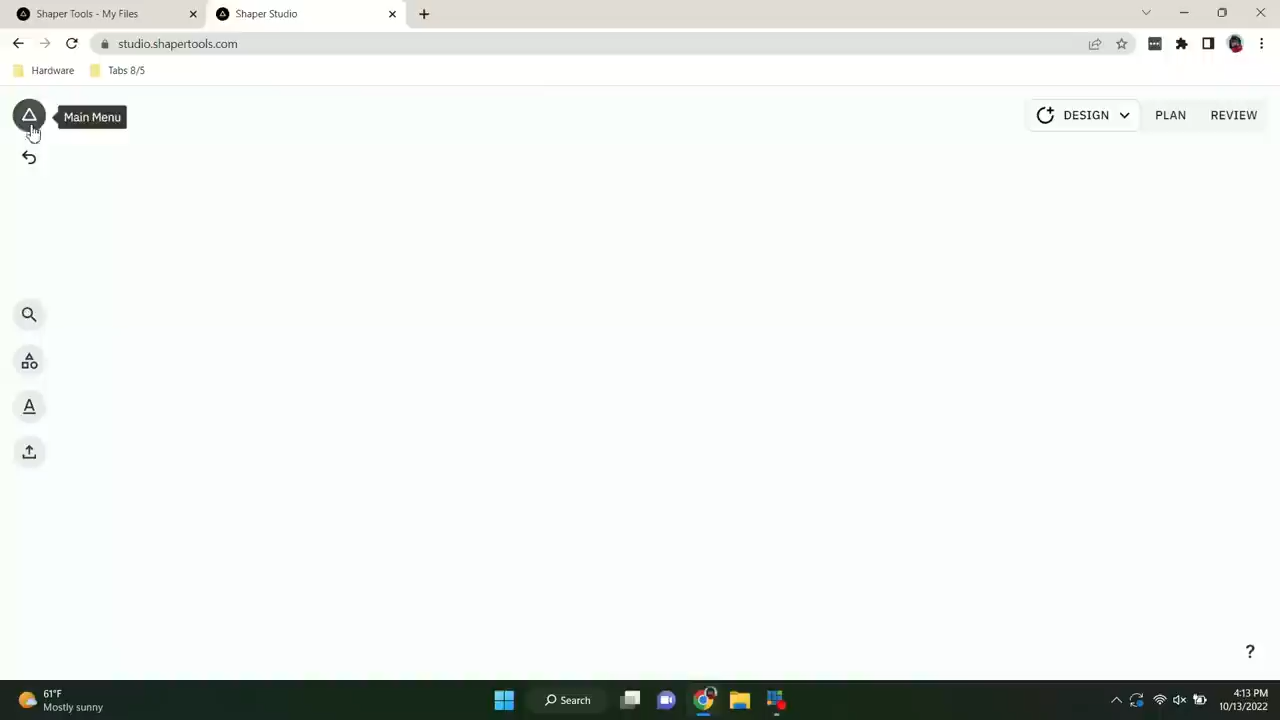 Shaper Tools - My Files
Shaper Studio
studio.shapertools.com
Hardware
Tabs 8/5
Main Menu
DESIGN
PLAN
REVIEW
A
?
61°F
Mostly sunny
Search
4:13 PM
10/13/2022